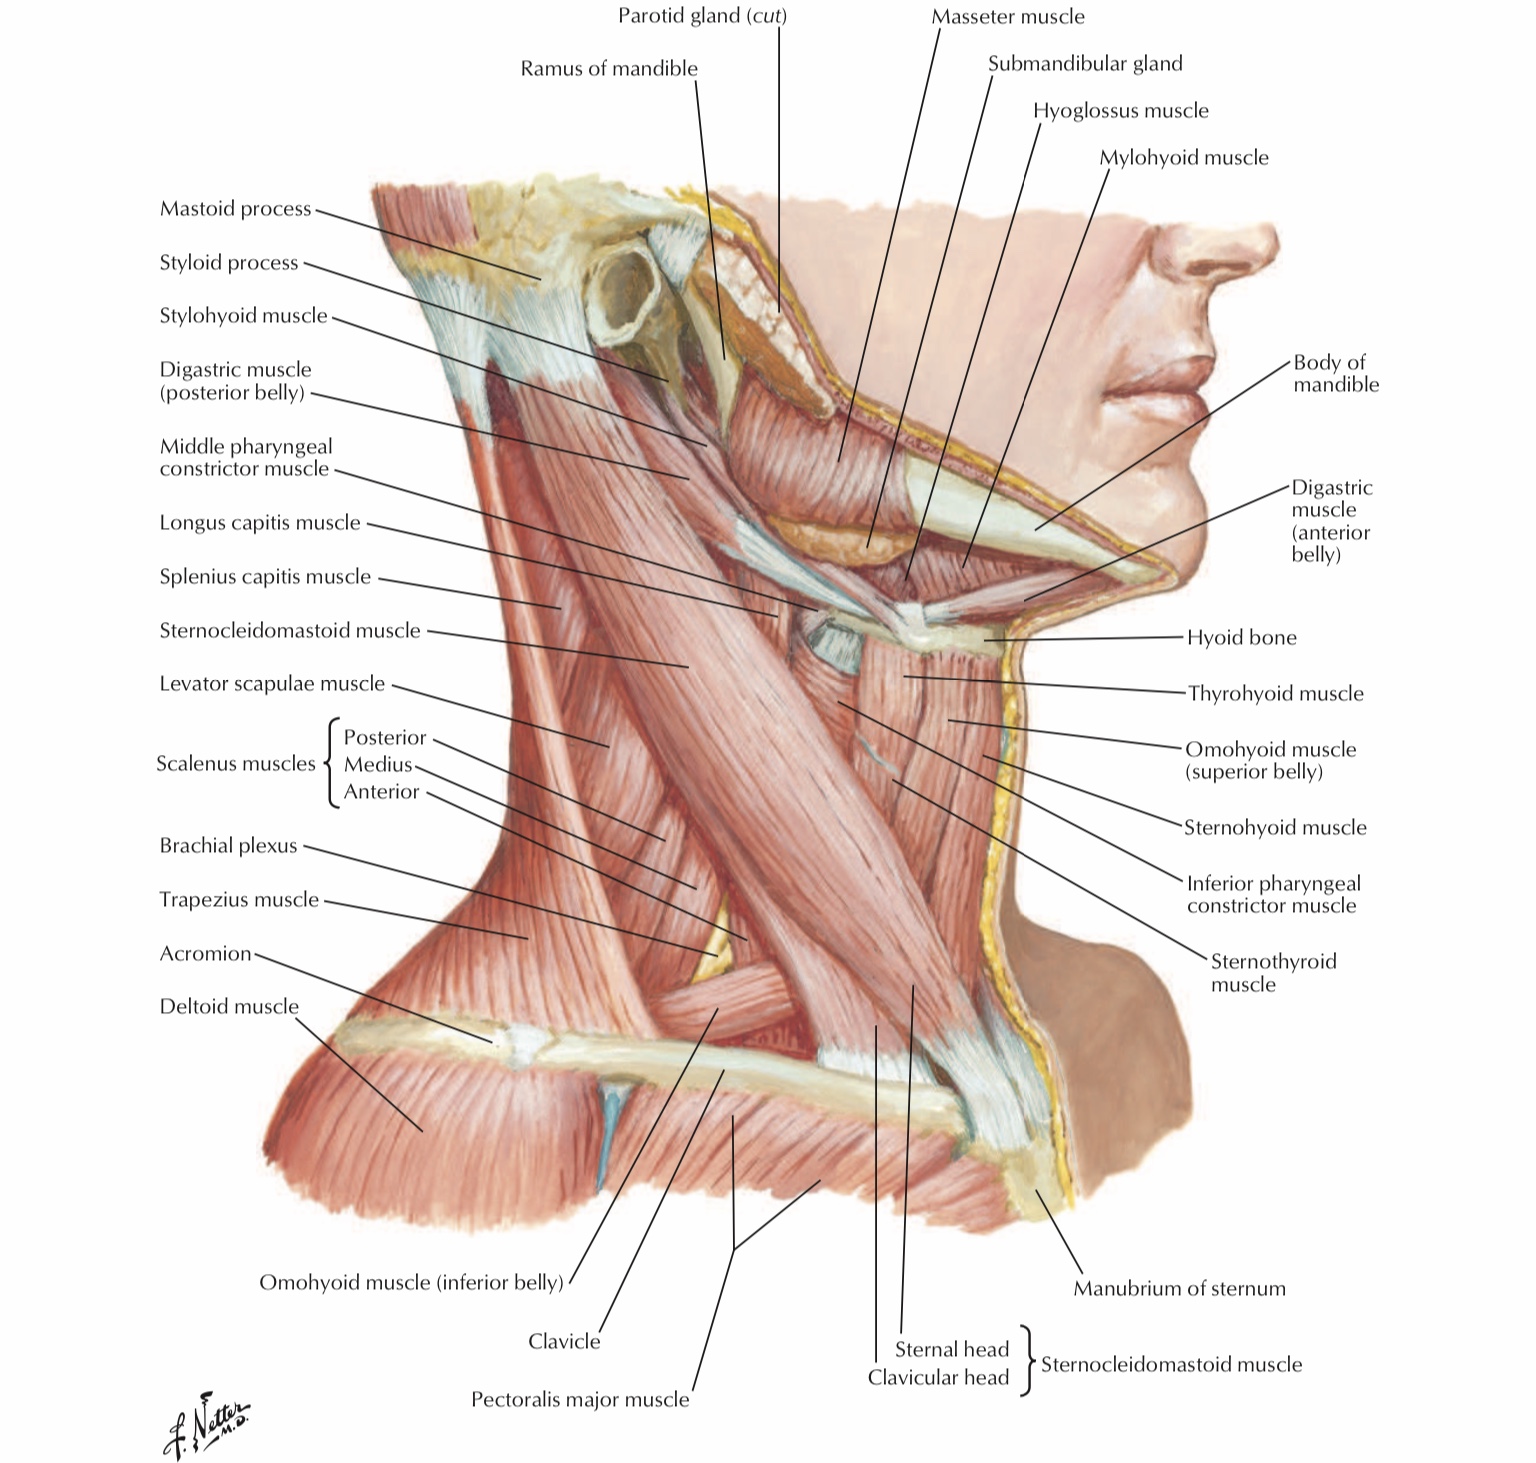 Parotid gland (cut)
Masseter muscle
Ramus of mandible
Submandibular gland
Hyoglossus muscle
Mylohyoid muscle
Mastoid process
Styloid process
Stylohyoid muscle
Digastric muscle
(posterior belly)
Middle pharyngeal
constrictor muscle
Longus capitis muscle
Splenius capitis muscle
Sternocleidomastoid muscle
Levator scapulae muscle
Scalenus muscles
Posterior
Medius
Anterior
Brachial plexus
Trapezius muscle
Acromion
Deltoid muscle
Body of
mandible
Digastric
muscle
(anterior
belly)
Hyoid bone
Thyrohyoid muscle
Omohyoid muscle
(superior belly)
Sternohyoid muscle
Inferior pharyngeal
constrictor muscle
Sternothyroid
muscle
Omohyoid muscle (inferior belly)
Clavicle
Pectoralis major muscle
Manubrium of sternum
Sternal head
Clavicular head
Sternocleidomastoid muscle
F. Netter
M.D.